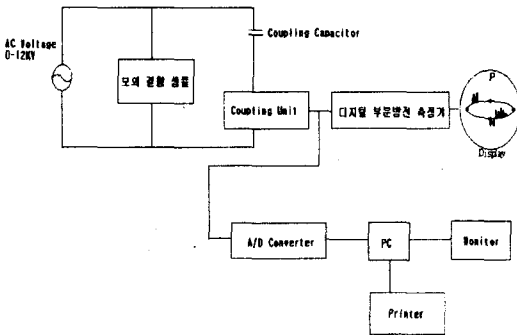 Coupling Capacitor
AC Voltage
0-12KV
모의 결함 샘플
Coupling Unit
디지탈 부분방전 측정기
P
N
Display
A/D Converter
PC
Monitor
Printer